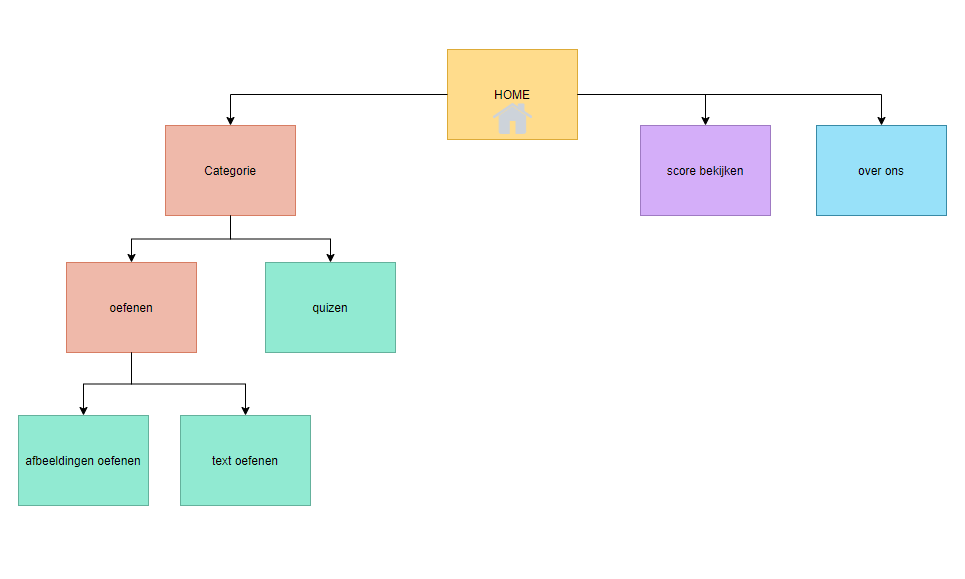 HOME
Categorie
score bekijken
over ons
oefenen
quizen
afbeeldingen oefenen
text oefenen